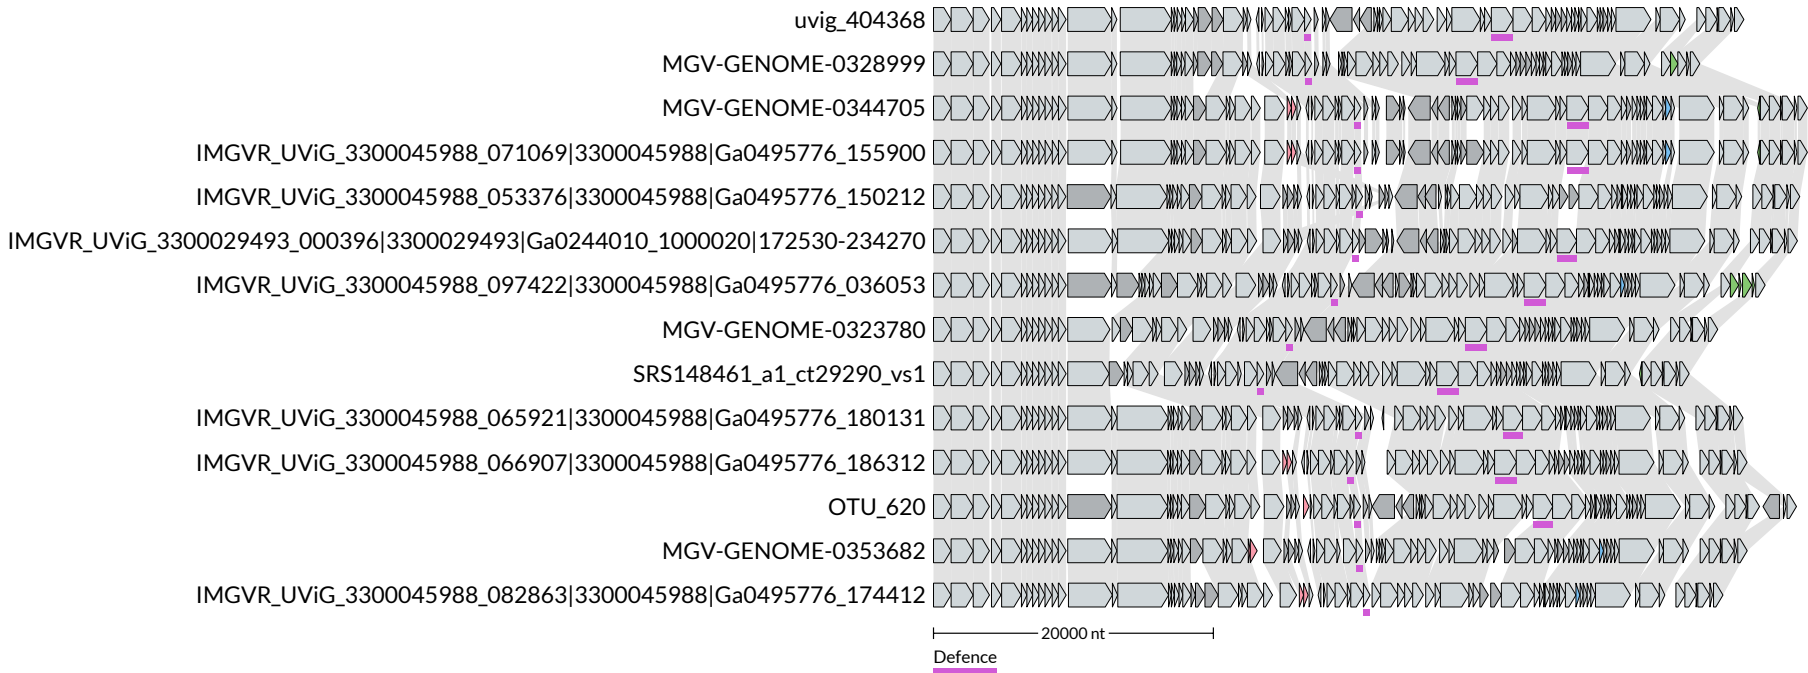 uvig_404368
MGV-GENOME-0328999
MGV-GENOME-0344705
IMGVR_UViG_3300045988_071069|3300045988|Ga0495776_155900
IMGVR_UViG_3300045988_053376|3300045988|Ga0495776_150212
IMGVR_UViG_3300029493_000396|3300029493|Ga0244010_1000020|172530-234270
IMGVR_UViG_3300045988_097422|3300045988|Ga0495776_036053
MGV-GENOME-0323780
SRS148461_a1_ct29290_vs1
IMGVR_UViG_3300045988_065921|3300045988|Ga0495776_180131
IMGVR_UViG_3300045988_066907|3300045988|Ga0495776_186312
OTU_620
MGV-GENOME-0353682
IMGVR_UViG_3300045988_082863|3300045988|Ga0495776_174412
20000 nt
Defence